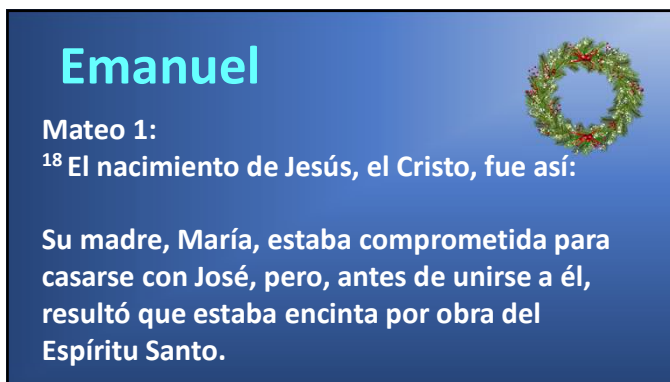 Emanuel
Mateo 1:
18 El nacimiento de Jesús, el Cristo, fue así:
Su madre, María, estaba comprometida para
casarse con José, pero, antes de unirse a él,
resultó que estaba encinta por obra del
Espíritu Santo.